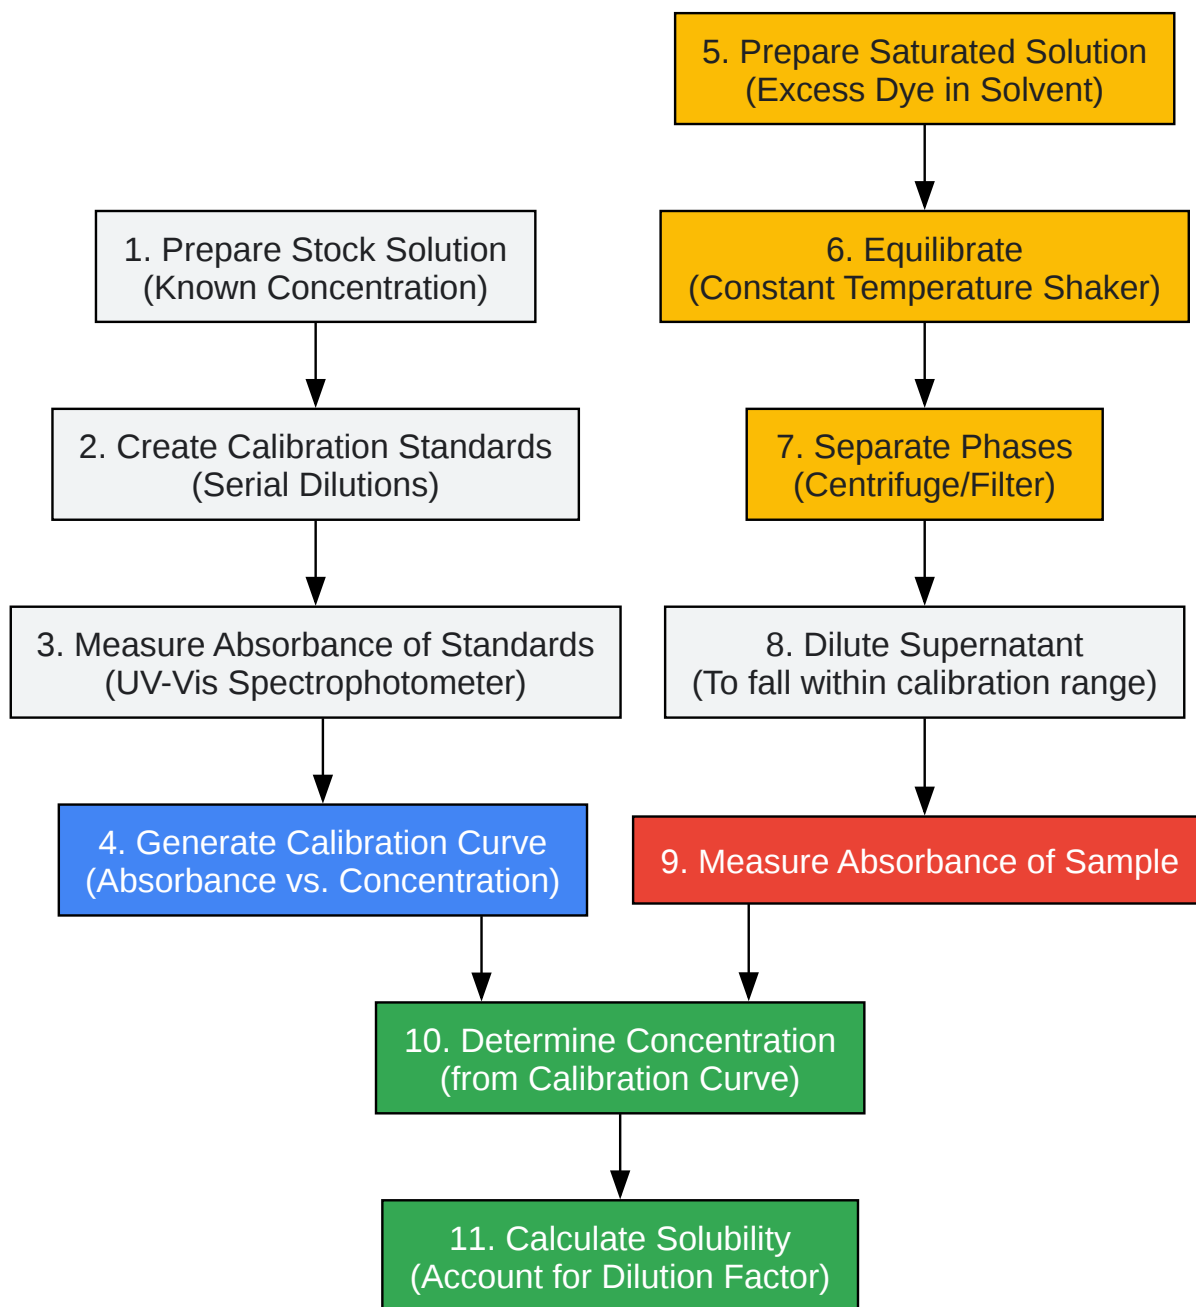 1. Prepare Stock Solution
(Known Concentration)
2. Create Calibration Standards
(Serial Dilutions)
3. Measure Absorbance of Standards
(UV-Vis Spectrophotometer)
4. Generate Calibration Curve
(Absorbance vs. Concentration)
5. Prepare Saturated Solution
(Excess Dye in Solvent)
6. Equilibrate
(Constant Temperature Shaker)
7. Separate Phases
(Centrifuge/Filter)
8. Dilute Supernatant
(To fall within calibration range)
9. Measure Absorbance of Sample
10. Determine Concentration
(from Calibration Curve)
11. Calculate Solubility
(Account for Dilution Factor)